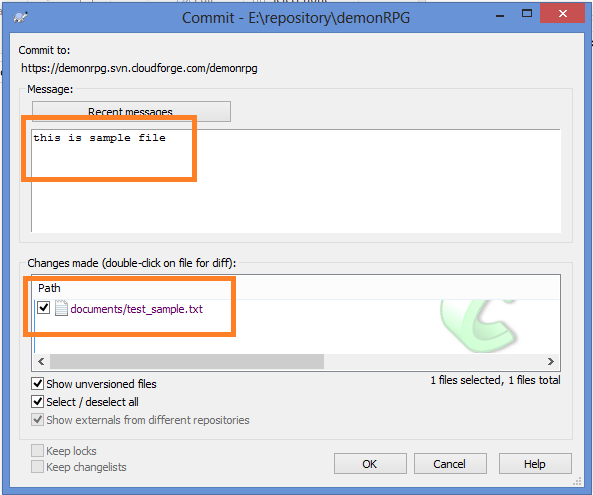 Commit - E:\repository\demonRPG
Commit to:
https://demonrpg.svn.cloudforge.com/demonrpg
Message:
Recent messages
this is sample file
Changes made (double-click on file for diff):
Path
documents/test_sample.txt
Show unversioned files
1 files selected, 1 files total
Select / deselect all
Show externals from different repositories
Keep locks
Keep changelists
OK Cancel Help